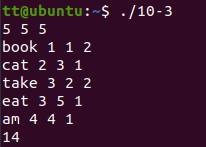 tt@ubuntu:~$ ./10-3
5 5 5
book 1 1 2
cat 2 3 1
take 3 2 2
eat 3 5 1
am 4 4 1
14